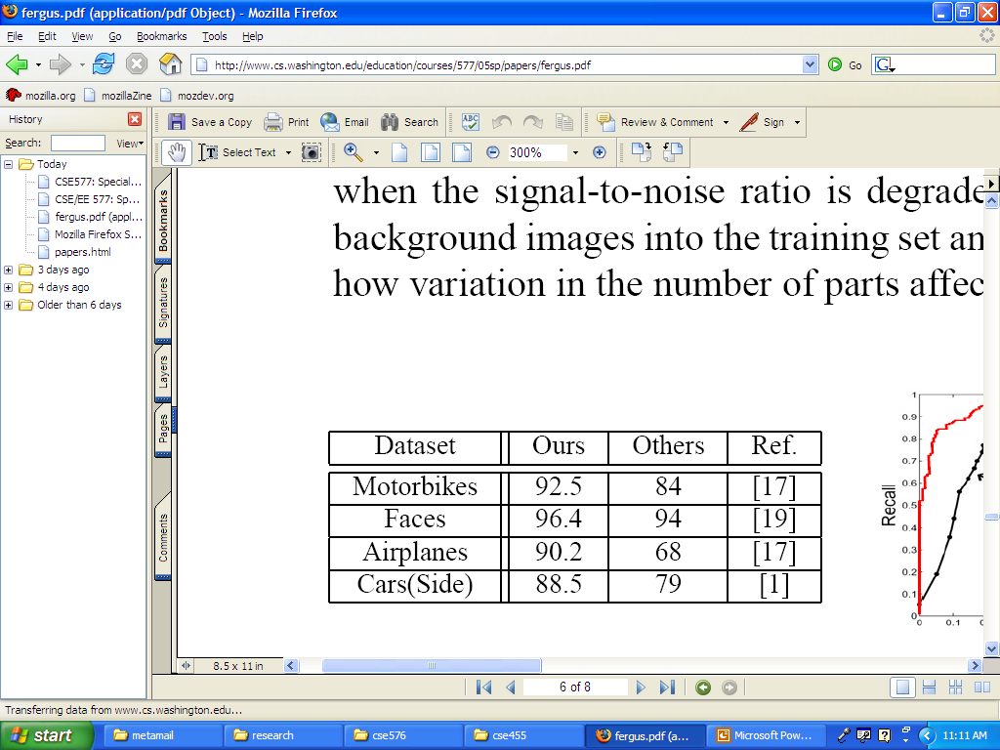 fergus.pdf (application/pdf Object) - Mozilla Firefox
File Edit View Go Bookmarks Tools Help
http://www.cs.washington.edu/education/courses/577/05sp/papers/fergus.pdf Go G
mozilla.org mozillaZine mozdev.org
History
Search: View
Today
CSE577: Special...
CSE/EE 577: Sp...
fergus.pdf (appl...
Mozilla Firefox S...
papers.html
3 days ago
4 days ago
Older than 6 days
Save a Copy Print Email Search ABC Review & Comment Sign
T Select Text 300%
Bookmarks
Signatures
Layers
Pages
Comments
when the signal-to-noise ratio is degrade
background images into the training set an
how variation in the number of parts affec
Dataset Ours Others Ref.
Motorbikes 92.5 84 [17]
Faces 96.4 94 [19]
Airplanes 90.2 68 [17]
Cars(Side) 88.5 79 [1]
Recall
1
0.9
0.8
0.7
0.6
0.5
0.4
0.3
0.2
0.1
0
0 0.1
8.5 x 11 in
6 of 8
Transferring data from www.cs.washington.edu...
start metamail research cse576 cse455 fergus.pdf (a... Microsoft Pow... 11:11 AM